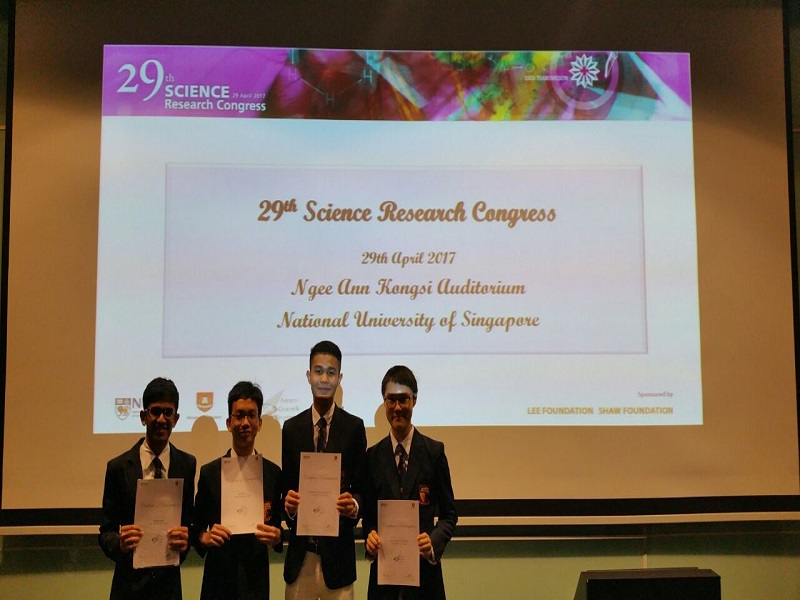 29th
SCIENCE 29 April 2017
Research Congress
29th Science Research Congress
29th April 2017
Ngee Ann Kongsi Auditorium
National University of Singapore
Sponsored by
LEE FOUNDATION SHAW FOUNDATION